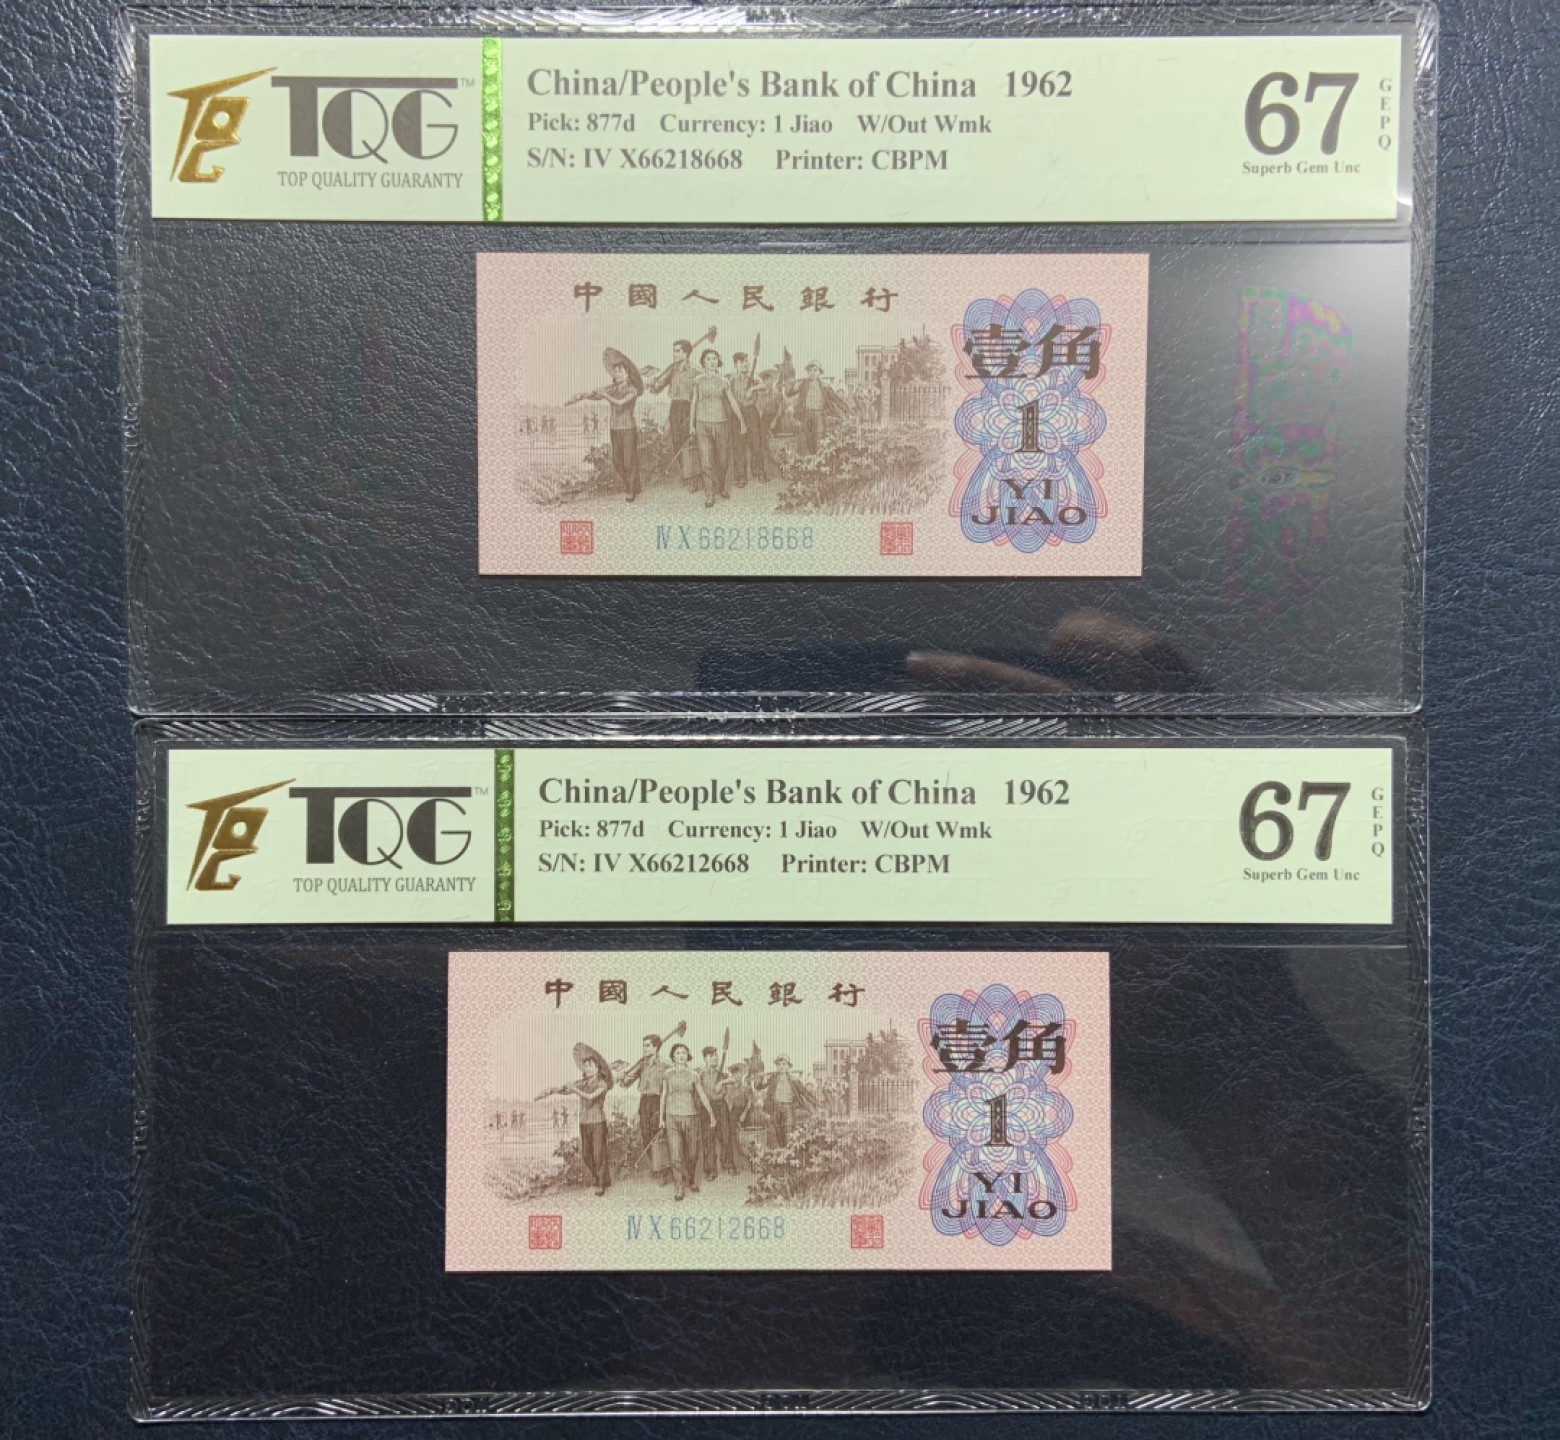 TQG™
TOP QUALITY GUARANTY
China/People's Bank of China 1962
Pick: 877d Currency: 1 Jiao W/Out Wmk
S/N: IV X66218668 Printer: CBPM
67
Superb Gem Unc
GEPQ
中國人民銀行
壹角
1
YI
JIAO
IV X 66218668
TQG™
TOP QUALITY GUARANTY
China/People's Bank of China 1962
Pick: 877d Currency: 1 Jiao W/Out Wmk
S/N: IV X66212668 Printer: CBPM
67
Superb Gem Unc
GEPQ
中國人民銀行
壹角
1
YI
JIAO
IV X 66212668